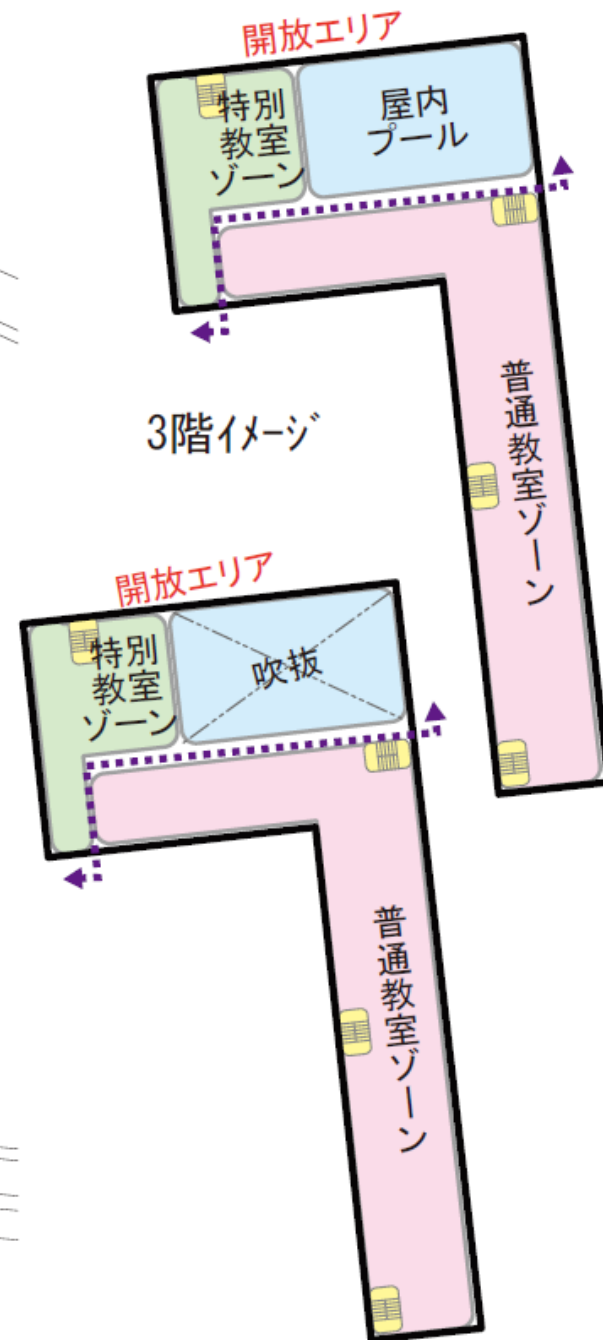 開放エリア
特別
教室
ゾーン
屋内
プール
普通教室ゾーン
3階ｲﾒｰｼﾞ
開放エリア
特別
教室
ゾーン
吹抜
普通教室ゾーン